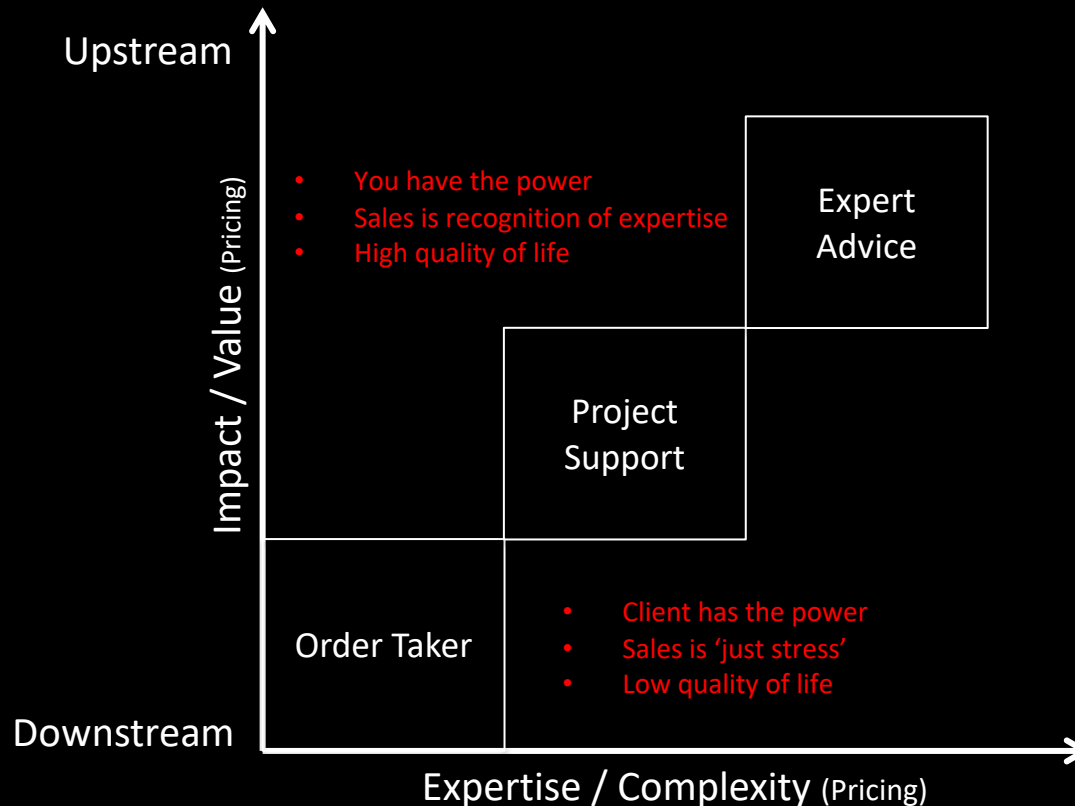 Upstream
Impact / Value (Pricing)
• You have the power
• Sales is recognition of expertise
• High quality of life
Expert
Advice
Project
Support
Order Taker
• Client has the power
• Sales is ‘just stress’
• Low quality of life
Downstream
Expertise / Complexity (Pricing)